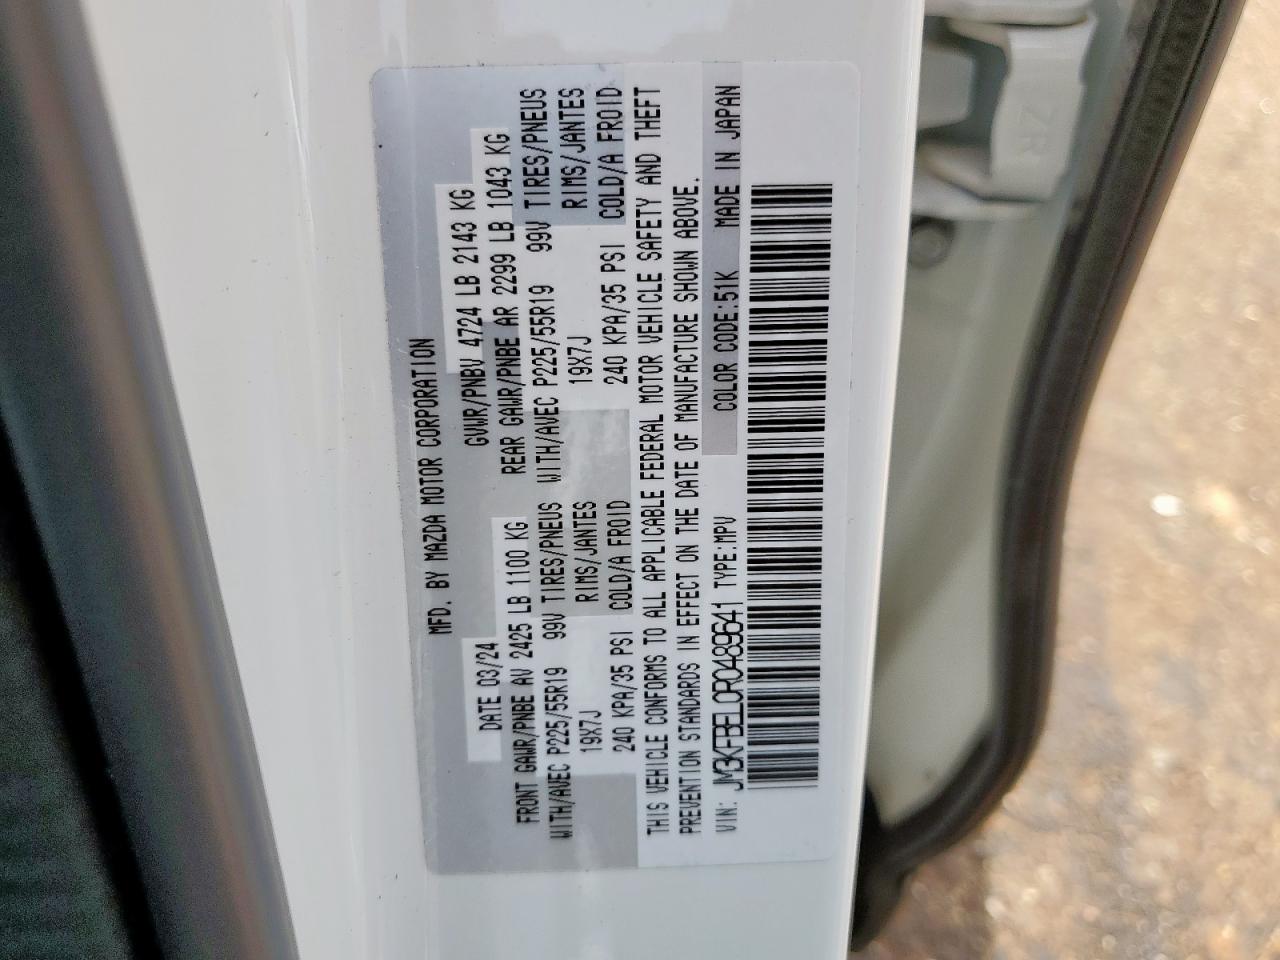 MFD. BY MAZDA MOTOR CORPORATION
DATE 03/24 GVWR/PNBV 4724 LB 2143 KG
FRONT GAWR/PNBE AV 2425 LB 1100 KG REAR GAWR/PNBE AR 2299 LB 1043 KG
WITH/AVEC P225/55R19 99V TIRES/PNEUS WITH/AVEC P225/55R19 99V TIRES/PNEUS
19X7J RIMS/JANTES 19X7J RIMS/JANTES
240 KPA/35 PSI COLD/A FROID 240 KPA/35 PSI COLD/A FROID
THIS VEHICLE CONFORMS TO ALL APPLICABLE FEDERAL MOTOR VEHICLE SAFETY AND THEFT
PREVENTION STANDARDS IN EFFECT ON THE DATE OF MANUFACTURE SHOWN ABOVE.
VIN: JM3KFBEL0R0489641 TYPE:MPV COLOR CODE:51K MADE IN JAPAN
ZR